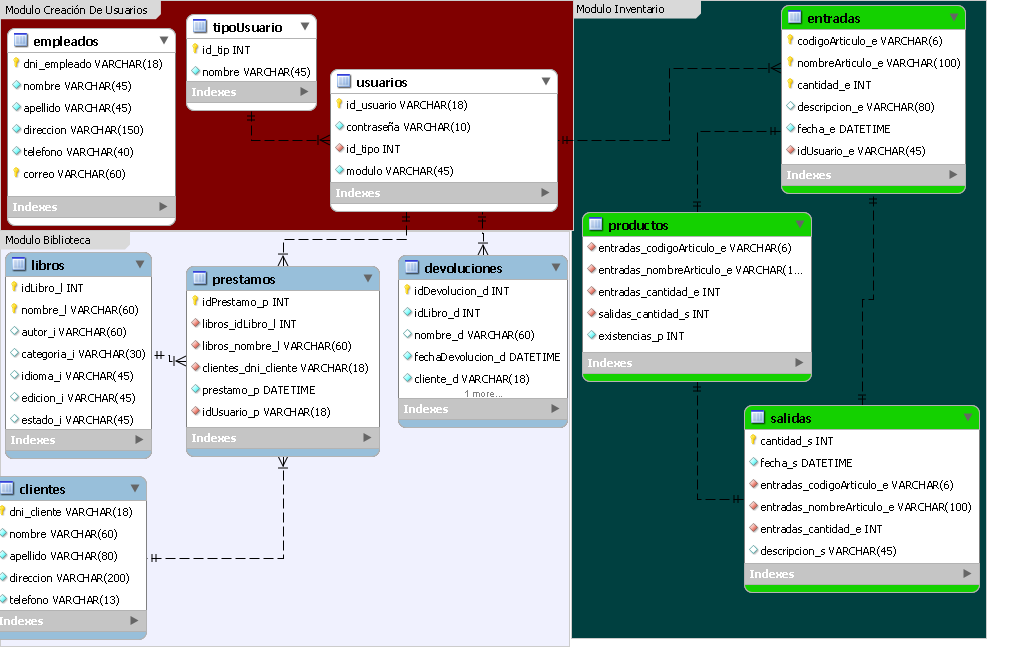 Modulo Creación De Usuarios
empleados
dni_empleado VARCHAR(18)
nombre VARCHAR(45)
apellido VARCHAR(45)
direccion VARCHAR(150)
telefono VARCHAR(40)
correo VARCHAR(60)
Indexes
tipoUsuario
id_tip INT
nombre VARCHAR(45)
Indexes
usuarios
id_usuario VARCHAR(18)
contraseña VARCHAR(10)
id_tipo INT
modulo VARCHAR(45)
Indexes
Modulo Biblioteca
libros
idLibro_l INT
nombre_l VARCHAR(60)
autor_i VARCHAR(60)
categoria_i VARCHAR(30)
idioma_i VARCHAR(45)
edicion_i VARCHAR(45)
estado_i VARCHAR(45)
Indexes
prestamos
idPrestamo_p INT
libros_idLibro_l INT
libros_nombre_l VARCHAR(60)
clientes_dni_cliente VARCHAR(18)
prestamo_p DATETIME
idUsuario_p VARCHAR(18)
Indexes
devoluciones
idDevolucion_d INT
idLibro_d INT
nombre_d VARCHAR(60)
fechaDevolucion_d DATETIME
cliente_d VARCHAR(18)
1 more...
Indexes
clientes
dni_cliente VARCHAR(18)
nombre VARCHAR(60)
apellido VARCHAR(80)
direccion VARCHAR(200)
telefono VARCHAR(13)
Indexes
Modulo Inventario
entradas
codigoArticulo_e VARCHAR(6)
nombreArticulo_e VARCHAR(100)
cantidad_e INT
descripcion_e VARCHAR(80)
fecha_e DATETIME
idUsuario_e VARCHAR(45)
Indexes
productos
entradas_codigoArticulo_e VARCHAR(6)
entradas_nombreArticulo_e VARCHAR(1...
entradas_cantidad_e INT
salidas_cantidad_s INT
existencias_p INT
Indexes
salidas
cantidad_s INT
fecha_s DATETIME
entradas_codigoArticulo_e VARCHAR(6)
entradas_nombreArticulo_e VARCHAR(100)
entradas_cantidad_e INT
descripcion_s VARCHAR(45)
Indexes